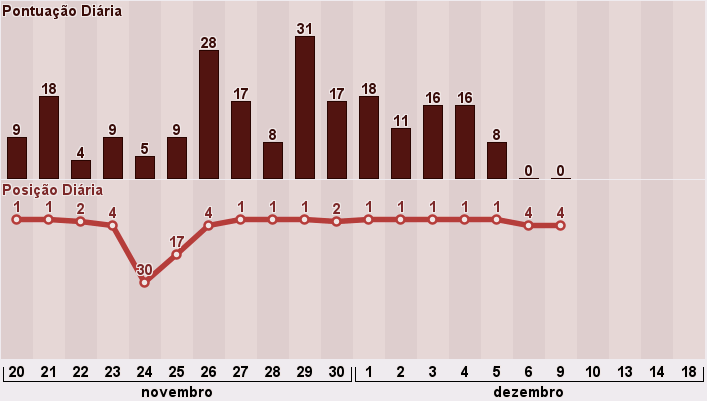 Pontuação Diária
9 18 4 9 5 9 28 17 8 31 17 18 11 16 16 8 0 0
Posição Diária
1 1 2 4 30 17 4 1 1 1 2 1 1 1 1 1 4 4
20 21 22 23 24 25 26 27 28 29 30 1 2 3 4 5 6 9 10 13 14 18
novembro dezembro